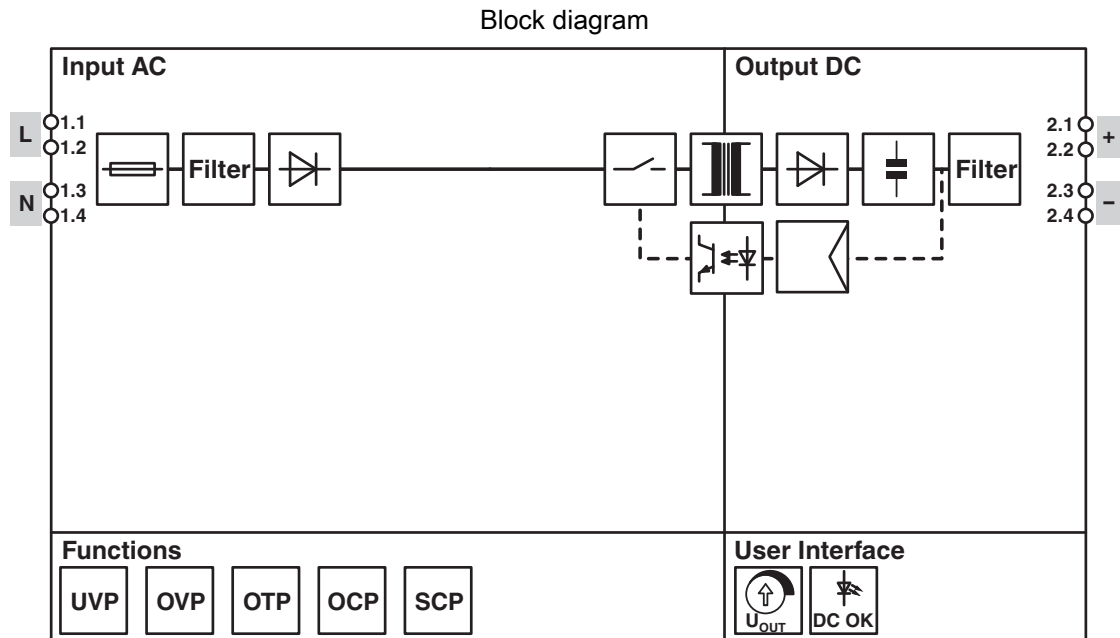 Block diagram
Input AC
Output DC
L
1.1
1.2
N
1.3
1.4
Filter
Filter
2.1
2.2
+
2.3
2.4
−
Functions
UVP
OVP
OTP
OCP
SCP
User Interface
UOUT
DC OK